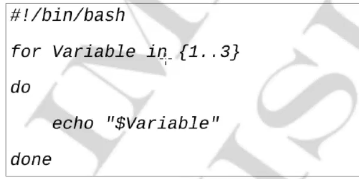 #!/bin/bash
for Variable in {1..3}
do
    echo "$Variable"
done